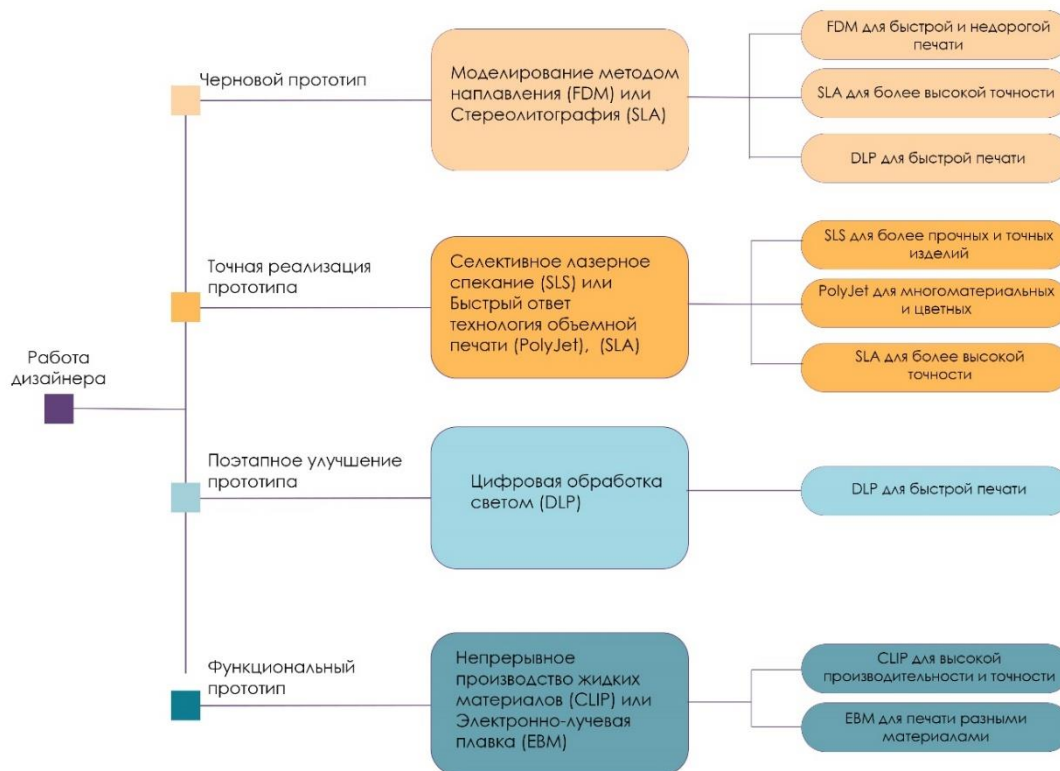 Работа
дизайнера
Черновой прототип
Моделирование методом
наплавления (FDM) или
Стереолитография (SLA)
FDM для быстрой и недорогой
печати
SLA для более высокой точности
DLP для быстрой печати
Точная реализация
прототипа
Селективное лазерное
спекание (SLS) или
Быстрый ответ
технология объемной
печати (PolyJet), (SLA)
SLS для более прочных и точных
изделий
PolyJet для многоматериальных
и цветных
SLA для более высокой
точности
Поэтапное улучшение
прототипа
Цифровая обработка
светом (DLP)
DLP для быстрой печати
Функциональный
прототип
Непрерывное
производство жидких
материалов (CLIP) или
Электронно-лучевая
плавка (EBM)
CLIP для высокой
производительности и точности
EBM для печати разными
материалами